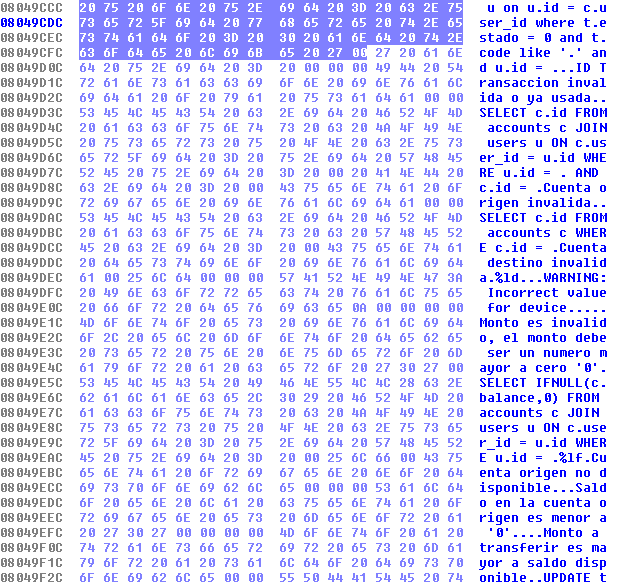 08049CCC 20 75 20 6F 6E 20 75 2E 69 64 20 3D 20 63 2E 75 u on u.id = c.u
08049CDC 73 65 72 5F 69 64 20 77 68 65 72 65 20 74 2E 65 ser_id where t.e
08049CEC 73 74 61 64 6F 20 3D 20 30 20 61 6E 64 20 74 2E stado = 0 and t.
08049CFC 63 6F 64 65 20 6C 69 6B 65 20 27 00 27 20 61 6E code like '.' an
08049D0C 64 20 75 2E 69 64 20 3D 20 00 00 00 49 44 20 54 d u.id = ...ID T
08049D1C 72 61 6E 73 61 63 63 69 6F 6E 20 69 6E 76 61 6C ransaccion inval
08049D2C 69 64 61 20 6F 20 79 61 20 75 73 61 64 61 00 00 ida o ya usada..
08049D3C 53 45 4C 45 43 54 20 63 2E 69 64 20 46 52 4F 4D SELECT c.id FROM
08049D4C 20 61 63 63 6F 75 6E 74 73 20 63 20 4A 4F 49 4E accounts c JOIN
08049D5C 20 75 73 65 72 73 20 75 20 4F 4E 20 63 2E 75 73 users u ON c.us
08049D6C 65 72 5F 69 64 20 3D 20 75 2E 69 64 20 57 48 45 er_id = u.id WHE
08049D7C 52 45 20 75 2E 69 64 20 3D 20 00 20 41 4E 44 20 RE u.id = . AND
08049D8C 63 2E 69 64 20 3D 20 00 43 75 65 6E 74 61 20 6F c.id = .Cuenta o
08049D9C 72 69 67 65 6E 20 69 6E 76 61 6C 69 64 61 00 00 rigen invalida..
08049DAC 53 45 4C 45 43 54 20 63 2E 69 64 20 46 52 4F 4D SELECT c.id FROM
08049DBC 20 61 63 63 6F 75 6E 74 73 20 63 20 57 48 45 52 accounts c WHER
08049DCC 45 20 63 2E 69 64 20 3D 20 00 43 75 65 6E 74 61 E c.id = .Cuenta
08049DDC 20 64 65 73 74 69 6E 6F 20 69 6E 76 61 6C 69 64 destino invalid
08049DEC 61 00 25 6C 64 00 00 00 57 41 52 4E 49 4E 47 3A a.%ld...WARNING:
08049DFC 20 49 6E 63 6F 72 72 65 63 74 20 76 61 6C 75 65 Incorrect value
08049E0C 20 66 6F 72 20 64 65 76 69 63 65 0A 00 00 00 00 for device.....
08049E1C 4D 6F 6E 74 6F 20 65 73 20 69 6E 76 61 6C 69 64 Monto es invalid
08049E2C 6F 2C 20 65 6C 20 6D 6F 6E 74 6F 20 64 65 62 65 o, el monto debe
08049E3C 20 73 65 72 20 75 6E 20 6E 75 6D 65 72 6F 20 6D ser un numero m
08049E4C 61 79 6F 72 20 61 20 63 65 72 6F 20 27 30 27 00 ayor a cero '0'.
08049E5C 53 45 4C 45 43 54 20 49 46 4E 55 4C 4C 28 63 2E SELECT IFNULL(c.
08049E6C 62 61 6C 61 6E 63 65 2C 30 29 20 46 52 4F 4D 20 balance,0) FROM
08049E7C 61 63 63 6F 75 6E 74 73 20 63 20 4A 4F 49 4E 20 accounts c JOIN
08049E8C 75 73 65 72 73 20 75 20 4F 4E 20 63 2E 75 73 65 users u ON c.use
08049E9C 72 5F 69 64 20 3D 20 75 2E 69 64 20 57 48 45 52 r_id = u.id WHER
08049EAC 45 20 75 2E 69 64 20 3D 20 00 25 6C 66 00 43 75 E u.id = .%lf.Cu
08049EBC 65 6E 74 61 20 6F 72 69 67 65 6E 20 6E 6F 20 64 enta origen no d
08049ECC 69 73 70 6F 6E 69 62 6C 65 00 00 00 53 61 6C 64 isponible...Sald
08049EDC 6F 20 65 6E 20 6C 61 20 63 75 65 6E 74 61 20 6F o en la cuenta o
08049EEC 72 69 67 65 6E 20 65 73 20 6D 65 6E 6F 72 20 61 rigen es menor a
08049EFC 20 27 30 27 00 00 00 00 4D 6F 6E 74 6F 20 61 20 '0'....Monto a
08049F0C 74 72 61 6E 73 66 65 72 69 72 20 65 73 20 6D 61 transferir es ma
08049F1C 79 6F 72 20 61 20 73 61 6C 64 6F 20 64 69 73 70 yor a saldo disp
08049F2C 6F 6E 69 62 6C 65 00 00 55 50 44 41 54 45 20 74 onible..UPDATE t